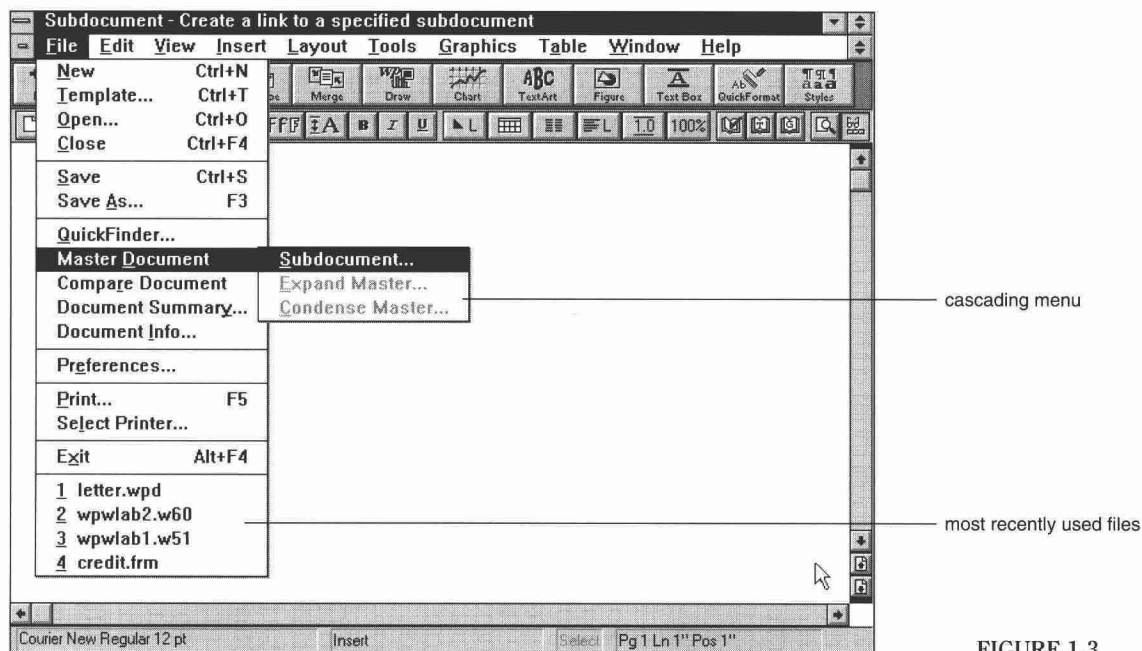 Subdocument - Create a link to a specified subdocument
File Edit View Insert Layout Tools Graphics Table Window Help
Merge Draw Chart TextArt Figure Text Box QuickFormat Styles
New Ctrl+N
Template... Ctrl+T
Open... Ctrl+O
Close Ctrl+F4
Save Ctrl+S
Save As... F3
QuickFinder...
Master Document
Compare Document
Document Summary...
Document Info...
Preferences...
Print... F5
Select Printer...
Exit Alt+F4
1 letter.wpd
2 wpwlab2.w60
3 wpwlab1.w51
4 credit.frm
Subdocument...
Expand Master...
Condense Master...
B I U L L 1.0 100%
cascading menu
most recently used files
Courier New Regular 12 pt Insert Select Pg 1 Ln 1" Pos 1"
FIGURE 1-3